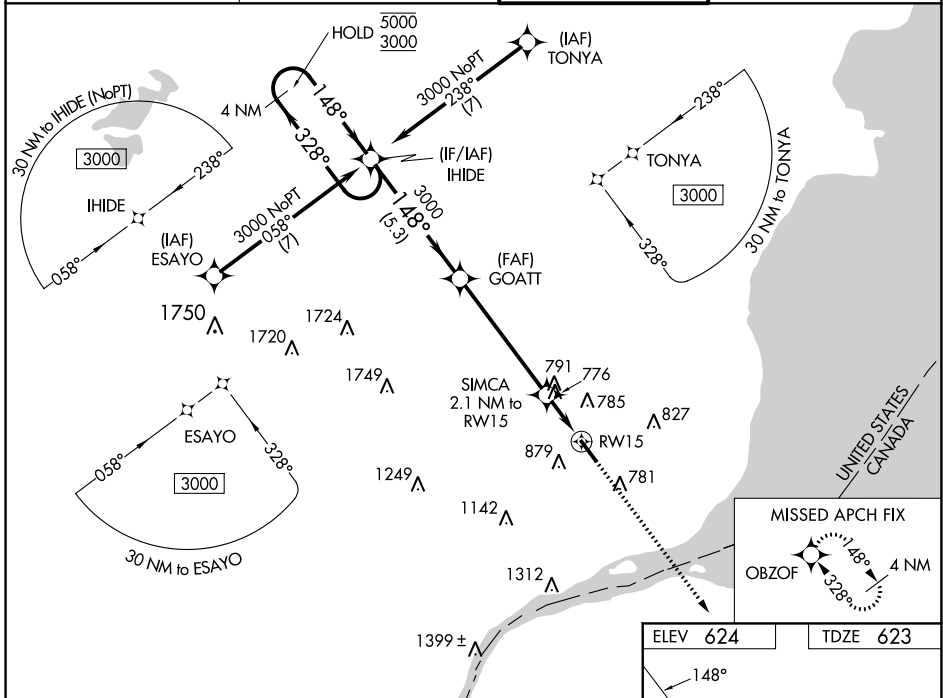 HOLD 5000
3000
(IAF)
TONYA
3000 NoPT
238°
(7)
4 NM
148°
328°
(IF/IAF)
IHIDE
30 NM to IHIDE (NoPT)
3000
238°
IHIDE
058°
3000 NoPT
058°
(7)
(IAF)
ESAYO
3000
148°
(5.3)
(FAF)
GOATT
238°
TONYA
3000
328°
30 NM to TONYA
1750
1720
1724
1749
SIMCA
2.1 NM to
RW15
791
776
785
827
RW15
879
781
1249
1142
1312
1399 ±
ESAYO
058°
328°
3000
30 NM to ESAYO
UNITED STATES
CANADA
MISSED APCH FIX
OBZOF
148°
328°
4 NM
ELEV 624
TDZE 623
148°